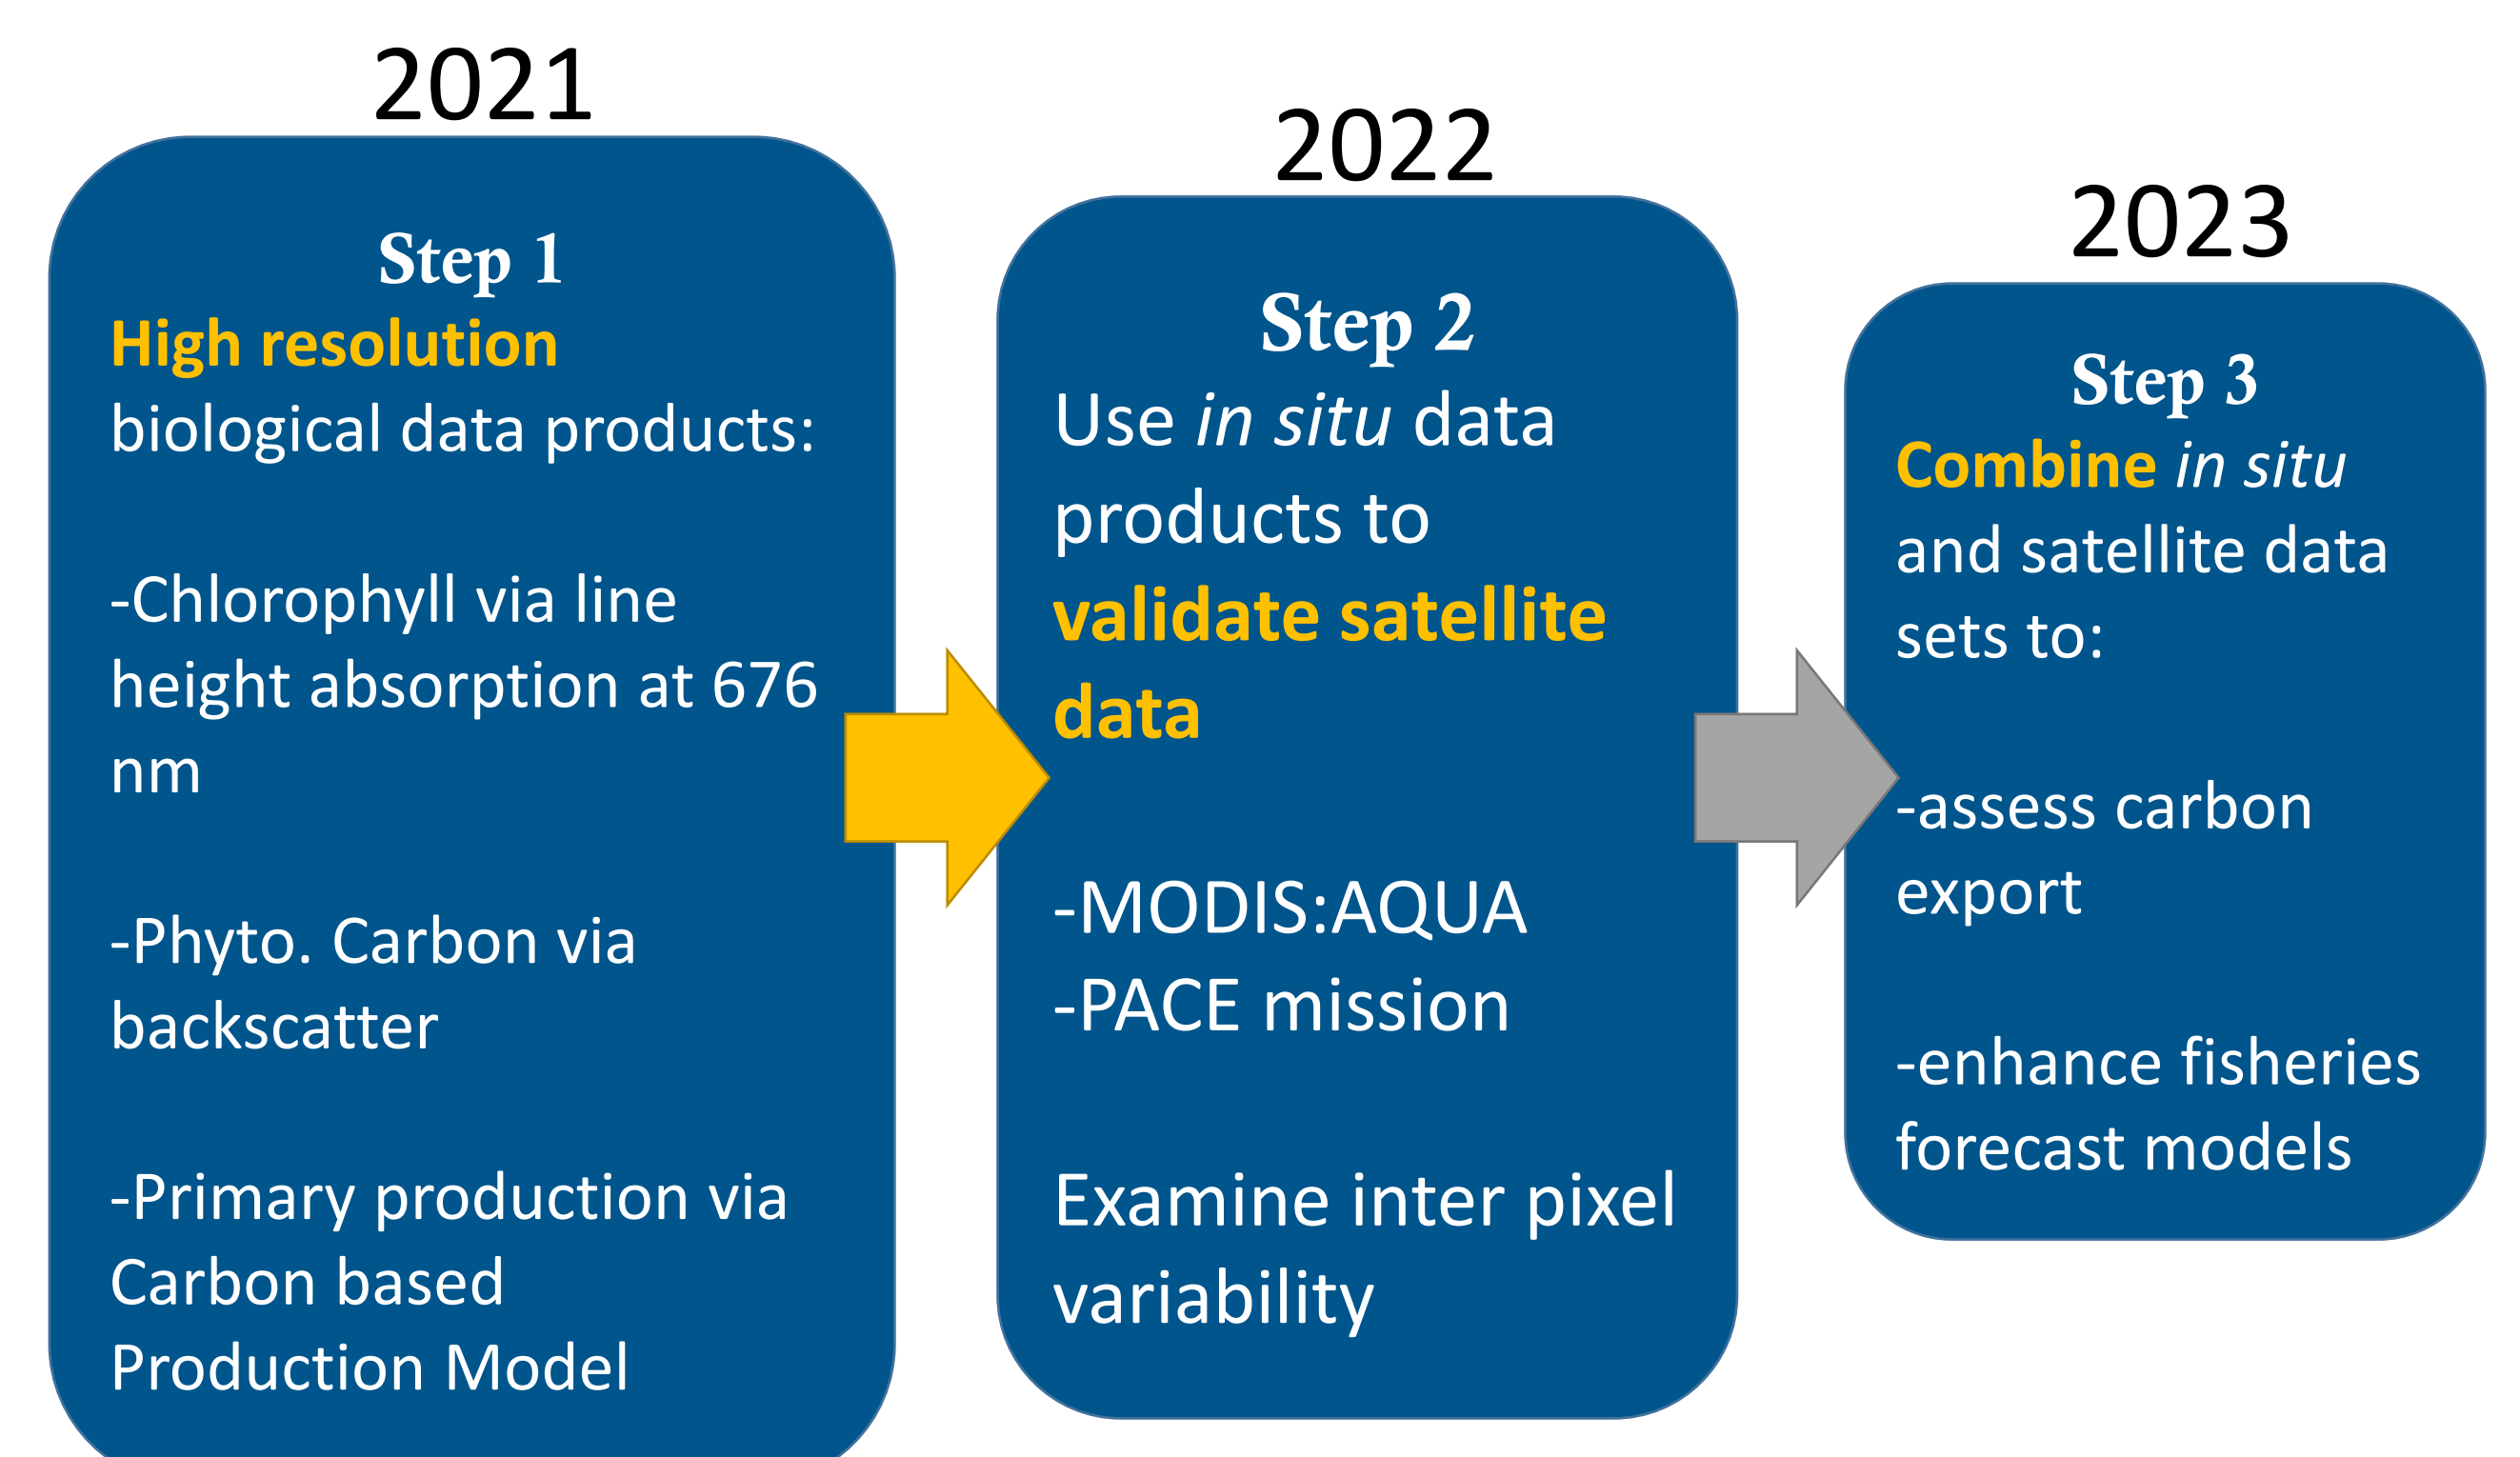 2021
Step 1
High resolution
biological data products:
-Chlorophyll via line
height absorption at 676
nm
-Phyto. Carbon via
backscatter
-Primary production via
Carbon based
Production Model
2022
Step 2
Use in situ data
products to
validate satellite
data
-MODIS:AQUA
-PACE mission
Examine inter pixel
variability
2023
Step 3
Combine in situ
and satellite data
sets to:
-assess carbon
export
-enhance fisheries
forecast models